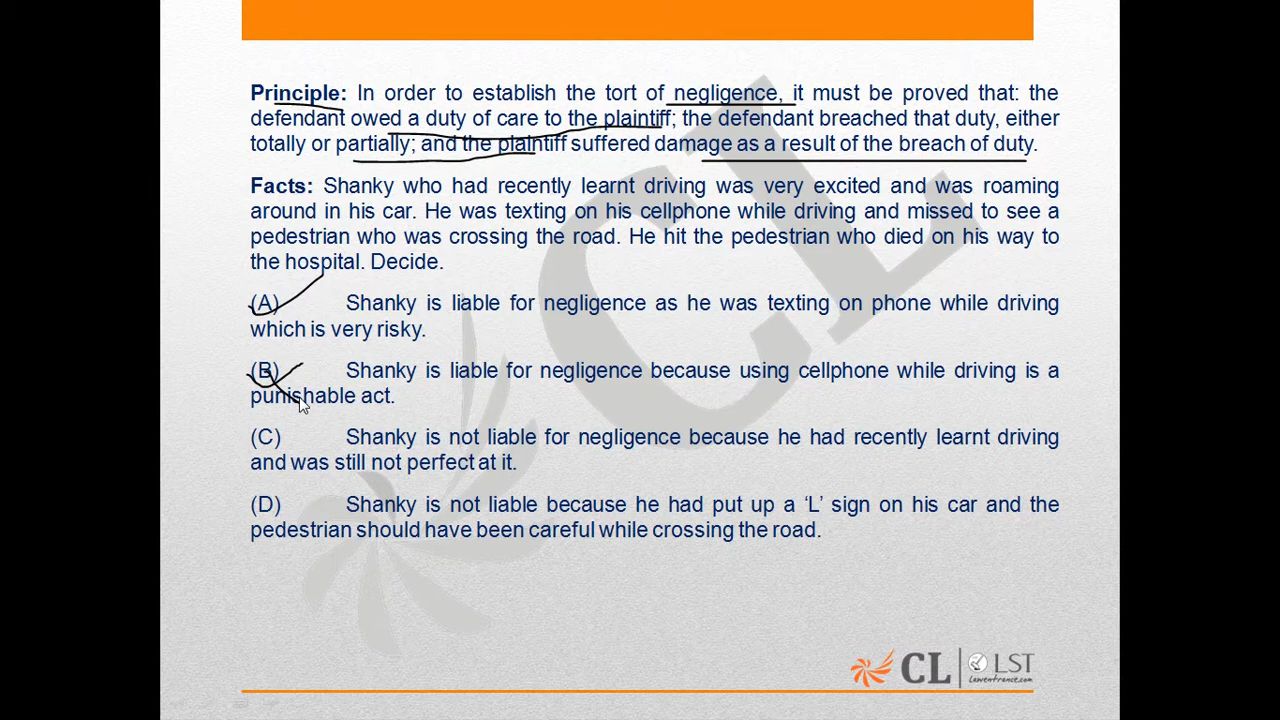 Principle: In order to establish the tort of negligence, it must be proved that: the
defendant owed a duty of care to the plaintiff; the defendant breached that duty, either
totally or partially; and the plaintiff suffered damage as a result of the breach of duty.
Facts: Shanky who had recently learnt driving was very excited and was roaming
around in his car. He was texting on his cellphone while driving and missed to see a
pedestrian who was crossing the road. He hit the pedestrian who died on his way to
the hospital. Decide.
(A) Shanky is liable for negligence as he was texting on phone while driving
which is very risky.
(B) Shanky is liable for negligence because using cellphone while driving is a
punishable act.
(C) Shanky is not liable for negligence because he had recently learnt driving
and was still not perfect at it.
(D) Shanky is not liable because he had put up a ‘L’ sign on his car and the
pedestrian should have been careful while crossing the road.
CL
CL LST
Lawentrance.com